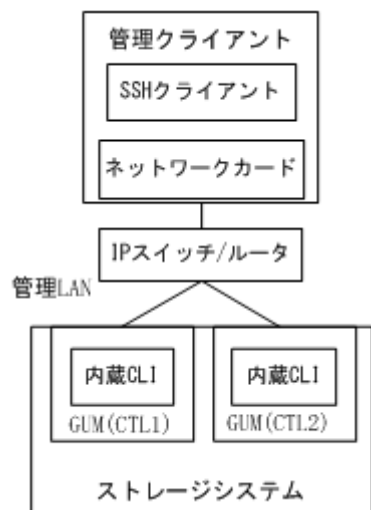 管理クライアント
SSHクライアント
ネットワークカード
IPスイッチ/ルータ
管理LAN
内蔵CLI
内蔵CLI
GUM(CTL1)
GUM(CTL2)
ストレージシステム